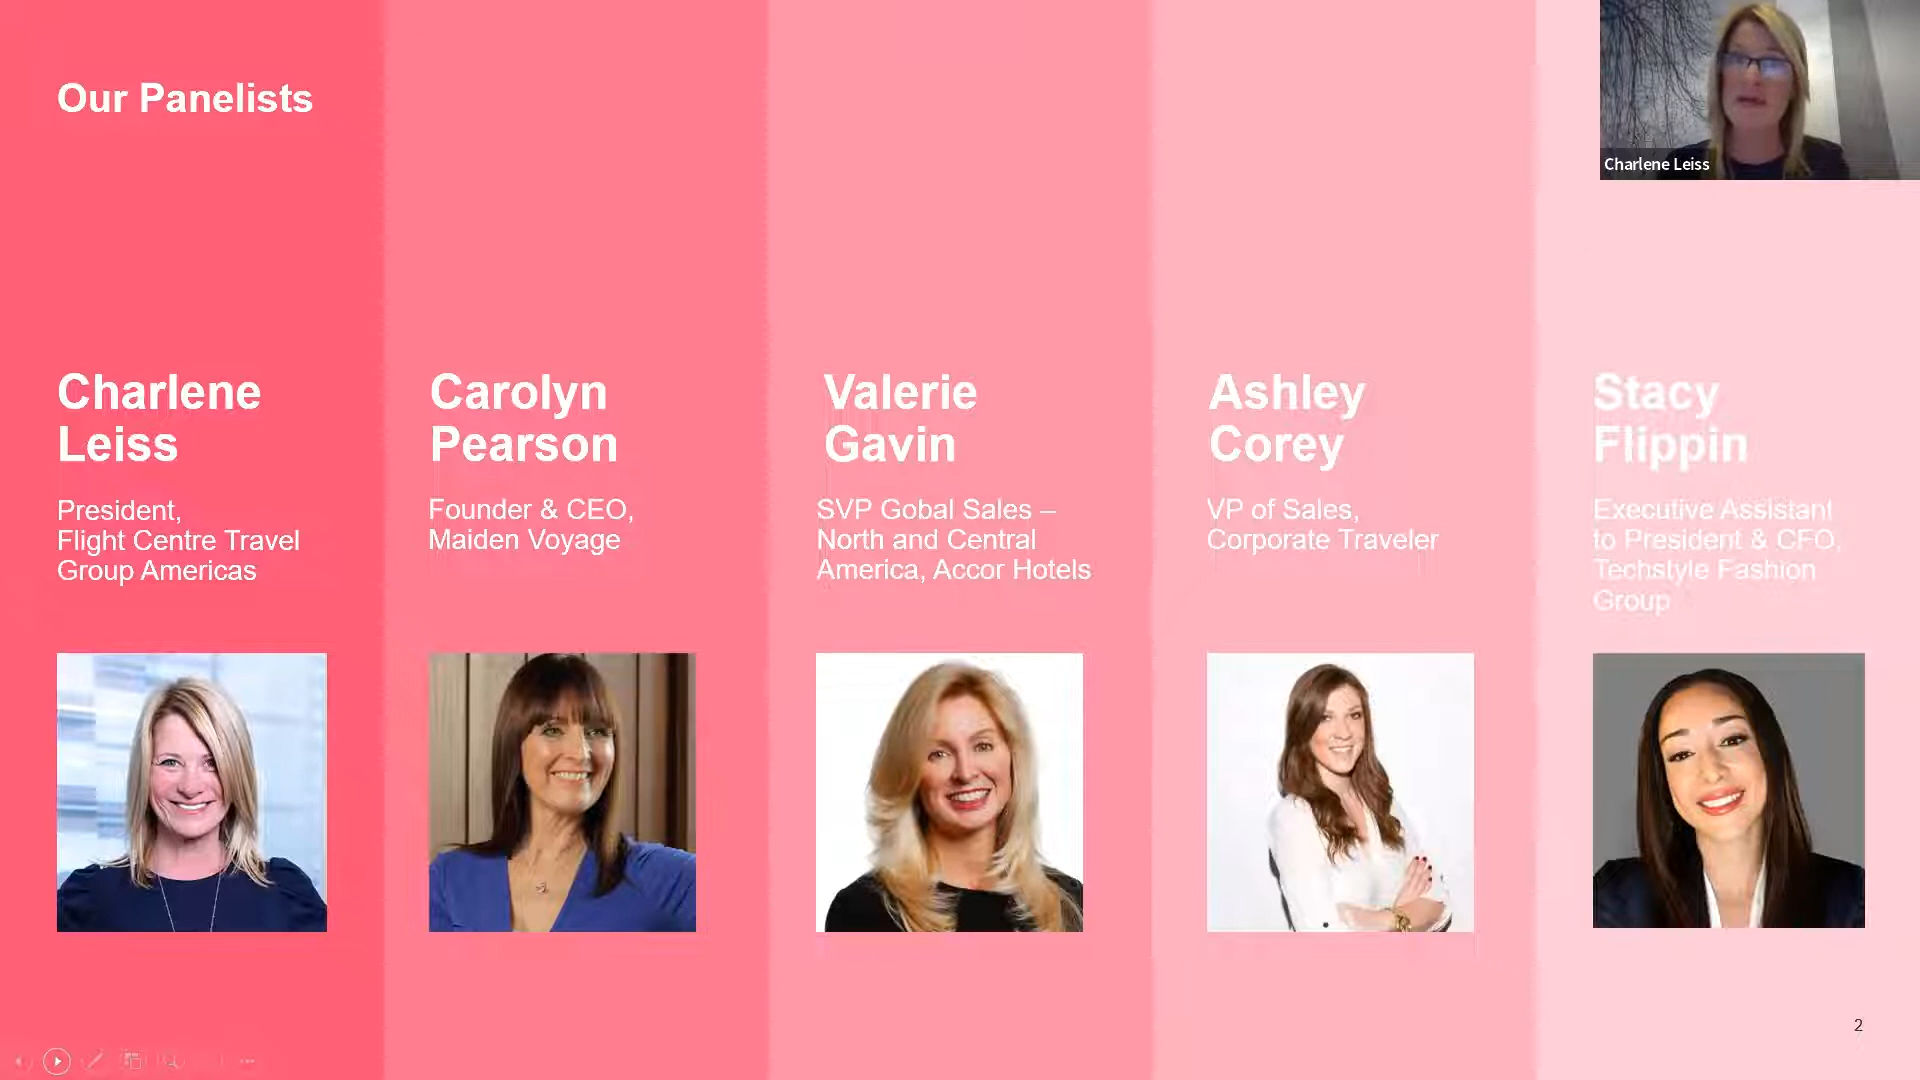 Our Panelists
Charlene Leiss
Charlene
Leiss
President,
Flight Centre Travel
Group Americas
Carolyn
Pearson
Founder & CEO,
Maiden Voyage
Valerie
Gavin
SVP Gobal Sales –
North and Central
America, Accor Hotels
Ashley
Corey
VP of Sales,
Corporate Traveler
Stacy
Flippin
Executive Assistant
to President & CFO,
Techstyle Fashion
Group
2